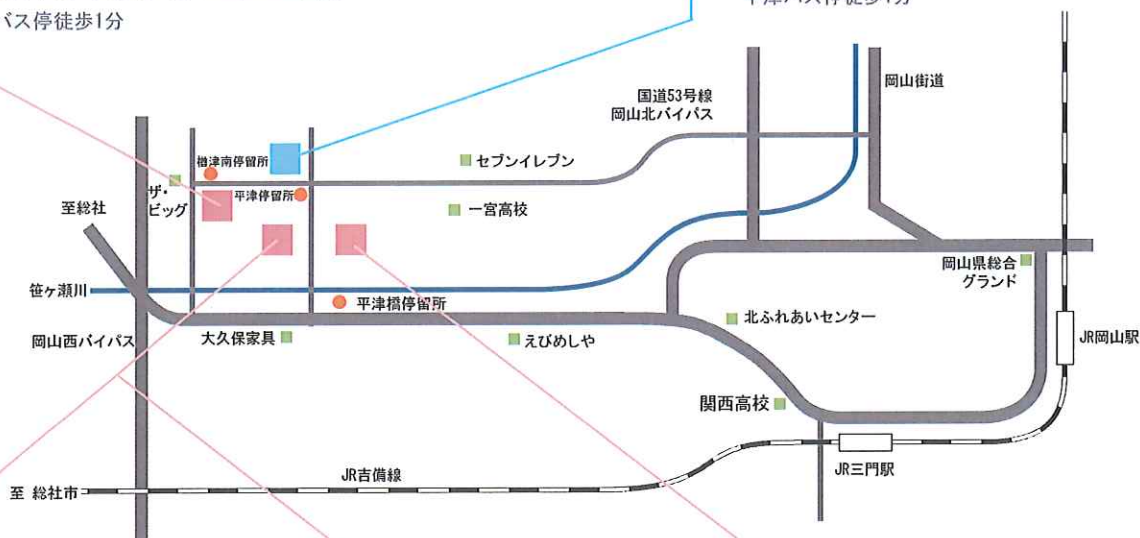 バス停徒歩1分
平津バス停徒歩1分
岡山街道
国道53号線
岡山北バイパス
楢津南停留所
セブンイレブン
ザ・
ビッグ
平津停留所
一宮高校
至総社
岡山県総合
グランド
笹ヶ瀬川
平津橋停留所
北ふれあいセンター
岡山西バイパス
大久保家具
えびめしや
JR岡山駅
関西高校
JR三門駅
JR吉備線
至 総社市